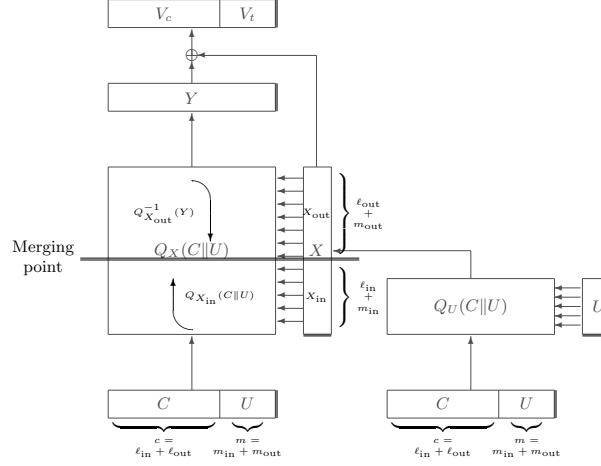 V_c V_t
⊕
Y
Q^{-1}_{X_out}(Y)
X_out
ℓ_out
+
m_out
Q_X(C∥U)
X
Merging
point
Q_{X_in}(C∥U)
X_in
ℓ_in
+
m_in
Q_U(C∥U)
U
C U
C U
c =
ℓ_in + ℓ_out
m =
m_in + m_out
c =
ℓ_in + ℓ_out
m =
m_in + m_out